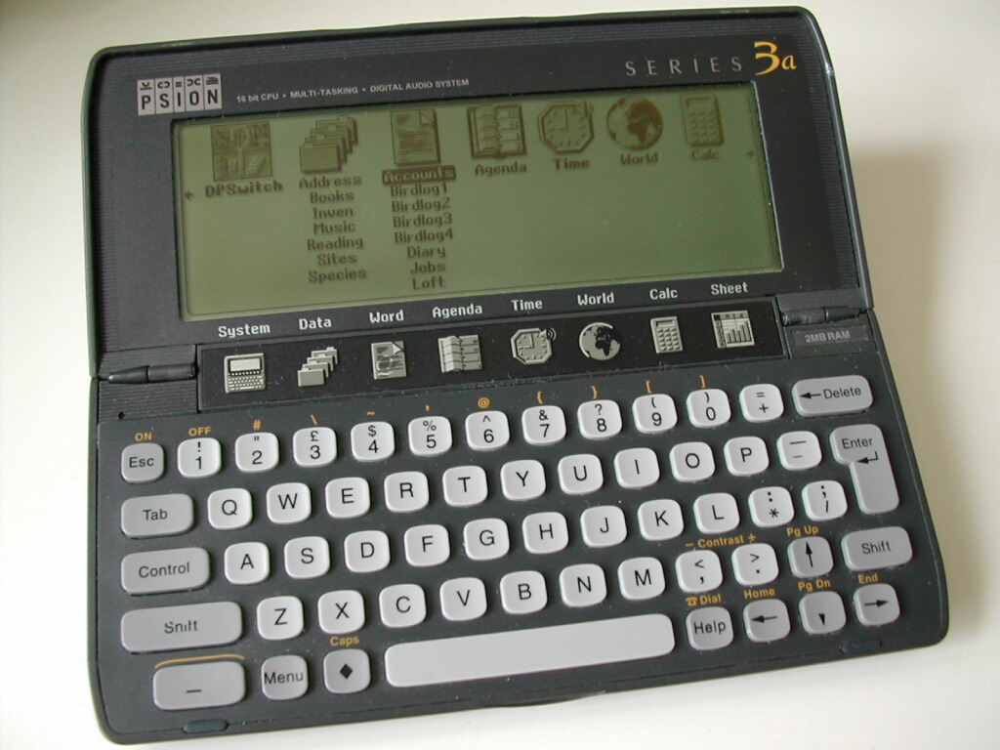 PSION 16 bit CPU • MULTI-TASKING • DIGITAL AUDIO SYSTEM
SERIES 3a
DPSwitch
Address
Books
Inven
Music
Reading
Sites
Species
Accounts
Birdlog1
Birdlog2
Birdlog3
Birdlog4
Diary
Jobs
Loft
Agenda
Time
World
Calc
System Data Word Agenda Time World Calc Sheet
2MB RAM
ON OFF # \ ~ ' @ { } [ ]
Esc ! 1 " 2 £ 3 $ 4 % 5 ^ 6 & 7 ? 8 ( 9 ) 0 = + ← Delete
Tab Q W E R T Y U I O P _ - Enter
Control A S D F G H J K L : * ; /
− Contrast + Pg Up
Shift Z X C V B N M < , > . ↑ Shift
Caps ☎ Dial Home Pg Dn End
Menu ◆ Help ← ↓ →